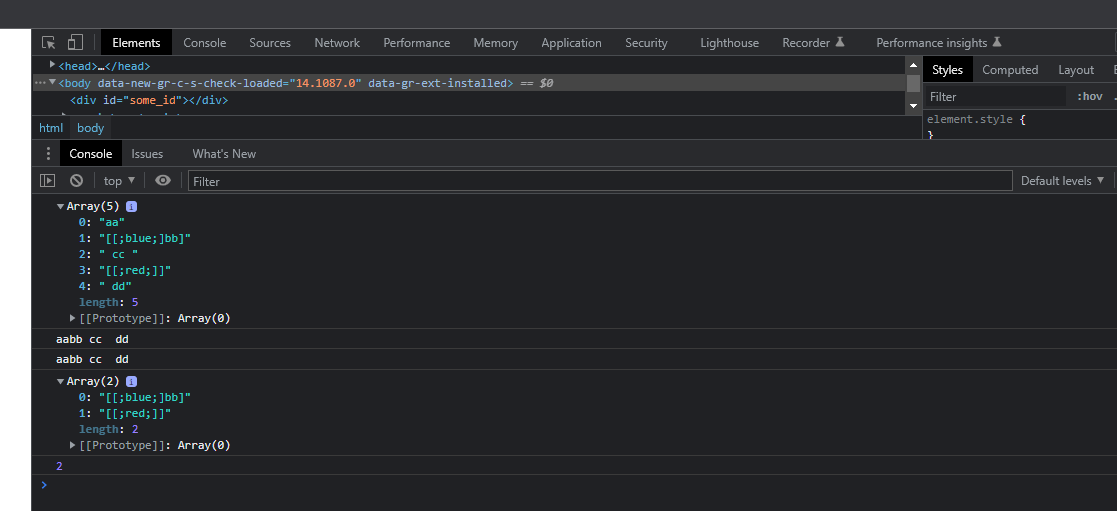 Elements Console Sources Network Performance Memory Application Security Lighthouse Recorder Performance insights
<head>…</head>
<body data-new-gr-c-s-check-loaded="14.1087.0" data-gr-ext-installed> == $0
<div id="some_id"></div>
html body
Styles Computed Layout
Filter :hov
element.style {
}
Console Issues What's New
top Filter Default levels
Array(5)
0: "aa"
1: "[[;blue;]bb]"
2: " cc "
3: "[[;red;]]"
4: " dd"
length: 5
[[Prototype]]: Array(0)
aabb cc  dd
aabb cc  dd
Array(2)
0: "[[;blue;]bb]"
1: "[[;red;]]"
length: 2
[[Prototype]]: Array(0)
2